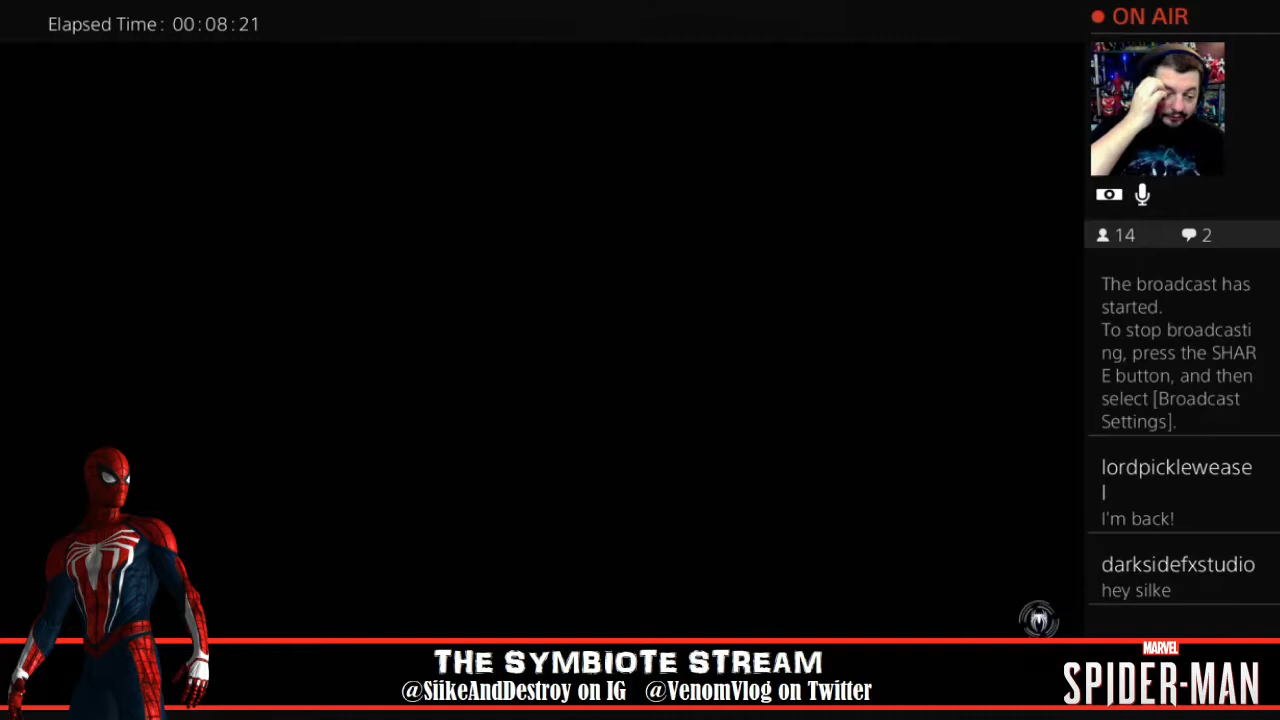 Elapsed Time: 00:08:21
ON AIR
14 2
The broadcast has
started.
To stop broadcasti
ng, press the SHAR
E button, and then
select [Broadcast
Settings].
lordpicklewease
l
I'm back!
darksidefxstudio
hey silke
THE SYMBIOTE STREAM
@SiikeAndDestroy on IG @VenomVlog on Twitter
MARVEL
SPIDER-MAN